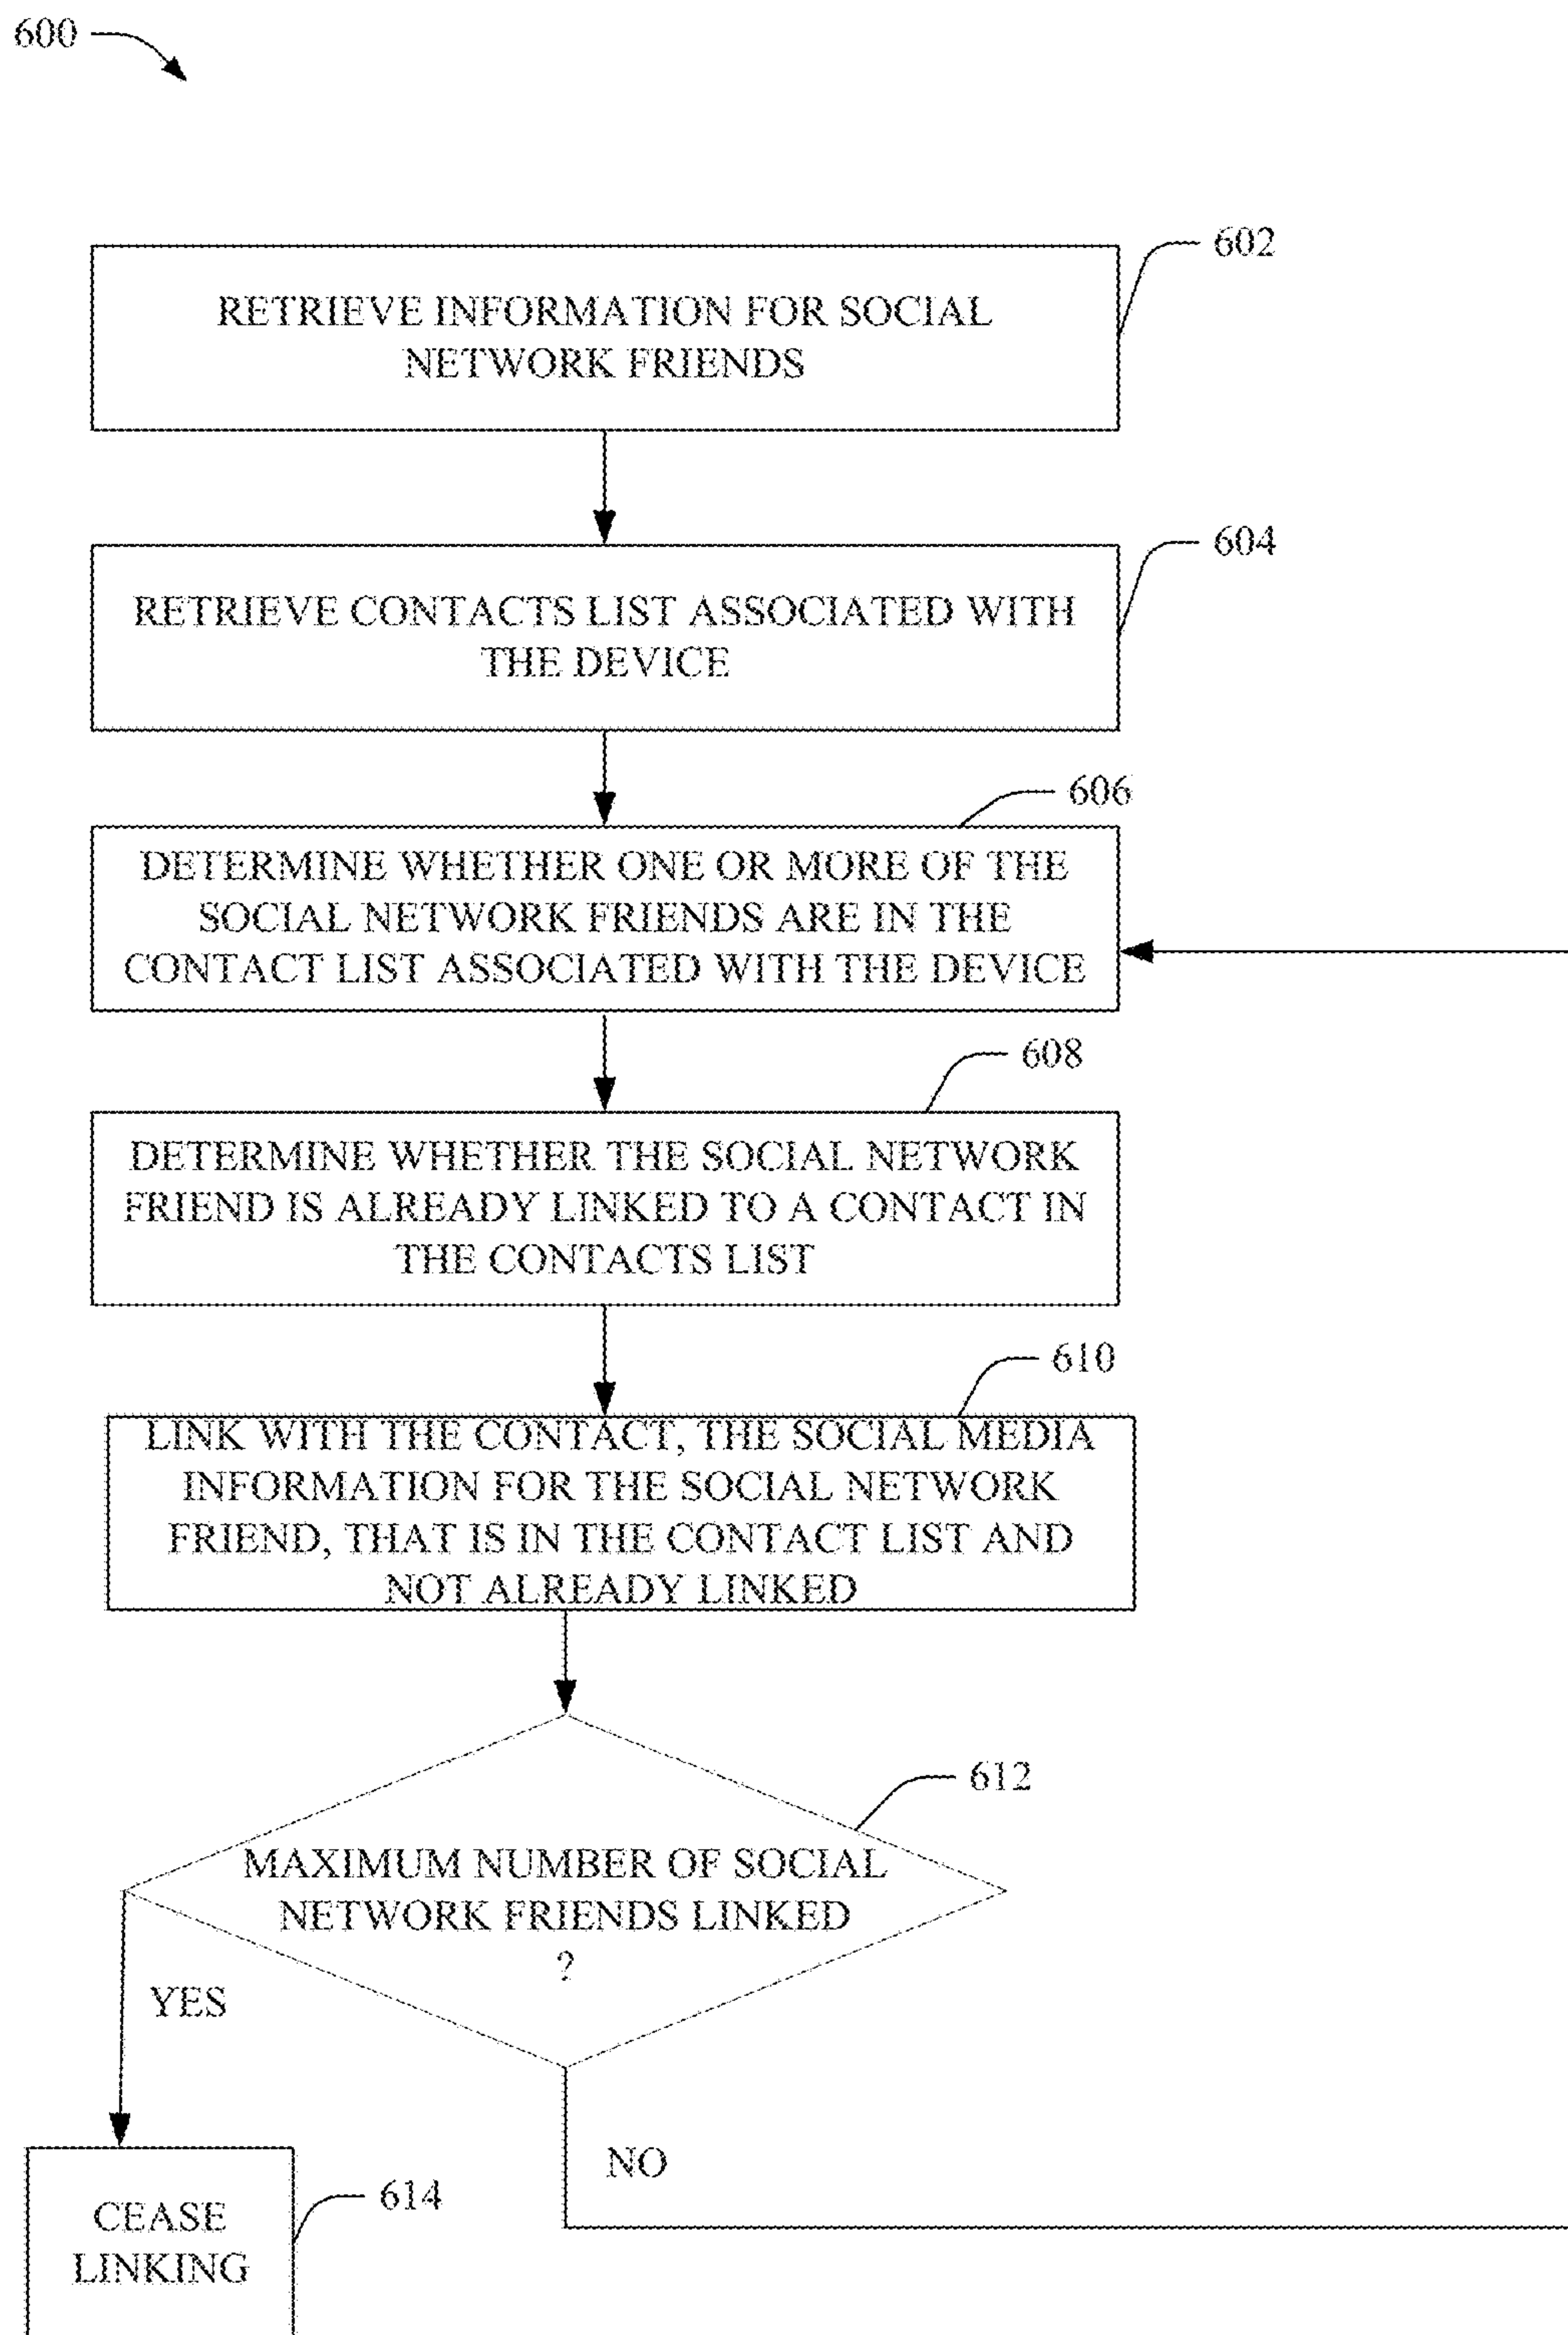 600
602
RETRIEVE INFORMATION FOR SOCIAL
NETWORK FRIENDS
604
RETRIEVE CONTACTS LIST ASSOCIATED WITH
THE DEVICE
606
DETERMINE WHETHER ONE OR MORE OF THE
SOCIAL NETWORK FRIENDS ARE IN THE
CONTACT LIST ASSOCIATED WITH THE DEVICE
608
DETERMINE WHETHER THE SOCIAL NETWORK
FRIEND IS ALREADY LINKED TO A CONTACT IN
THE CONTACTS LIST
610
LINK WITH THE CONTACT, THE SOCIAL MEDIA
INFORMATION FOR THE SOCIAL NETWORK
FRIEND, THAT IS IN THE CONTACT LIST AND
NOT ALREADY LINKED
612
MAXIMUM NUMBER OF SOCIAL
NETWORK FRIENDS LINKED
?
YES
NO
614
CEASE
LINKING